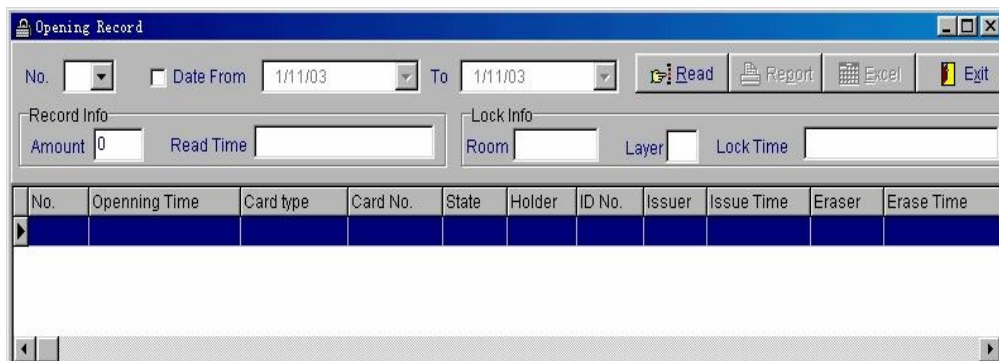 Opening Record
No. Date From 1/11/03 To 1/11/03 Read Report Excel Exit
Record Info Lock Info
Amount 0 Read Time Room Layer Lock Time
No. Openning Time Card type Card No. State Holder ID No. Issuer Issue Time Eraser Erase Time